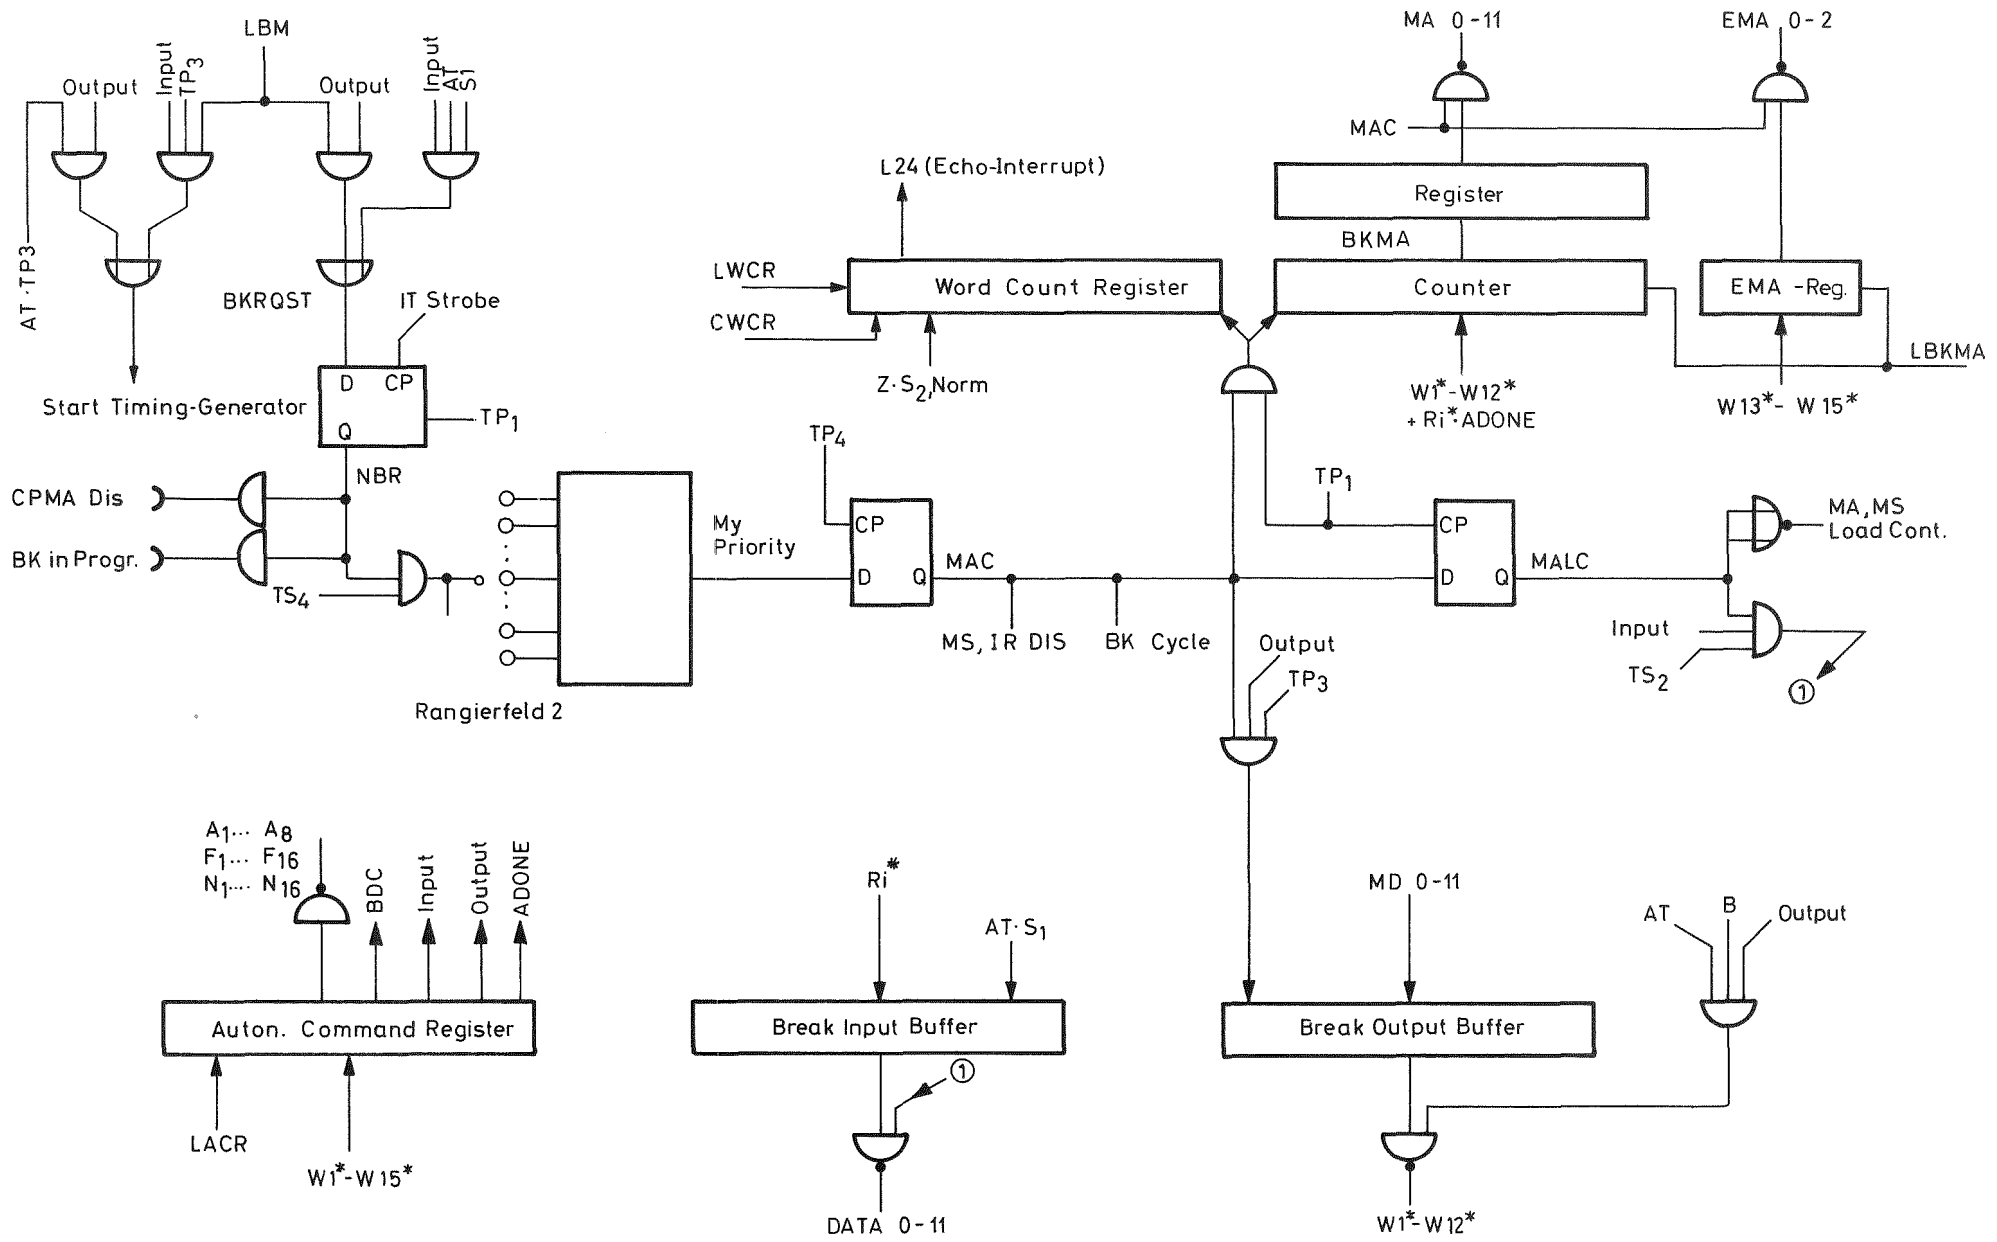 LBM
Output
Input
TP3
Output
Input
AT
S1
AT·TP3
BKRQST
IT Strobe
D
CP
Q
TP1
Start Timing-Generator
NBR
CPMA Dis
BK in Progr.
TS4
Rangierfeld 2
My
Priority
TP4
CP
D
Q
MAC
MS, IR DIS
BK Cycle
L24 (Echo-Interrupt)
LWCR
CWCR
Word Count Register
Z·S2, Norm
MA 0-11
EMA 0-2
MAC
Register
BKMA
Counter
EMA -Reg.
LBKMA
W1*-W12*
+ Ri*·ADONE
W13*- W15*
TP1
CP
D
Q
MALC
MA, MS
Load Cont.
Input
TS2
1
Output
TP3
A1... A8
F1... F16
N1.... N16
BDC
Input
Output
ADONE
Auton. Command Register
LACR
W1*-W15*
Ri*
AT·S1
Break Input Buffer
1
DATA 0-11
MD 0-11
AT
B
Output
Break Output Buffer
W1*-W12*